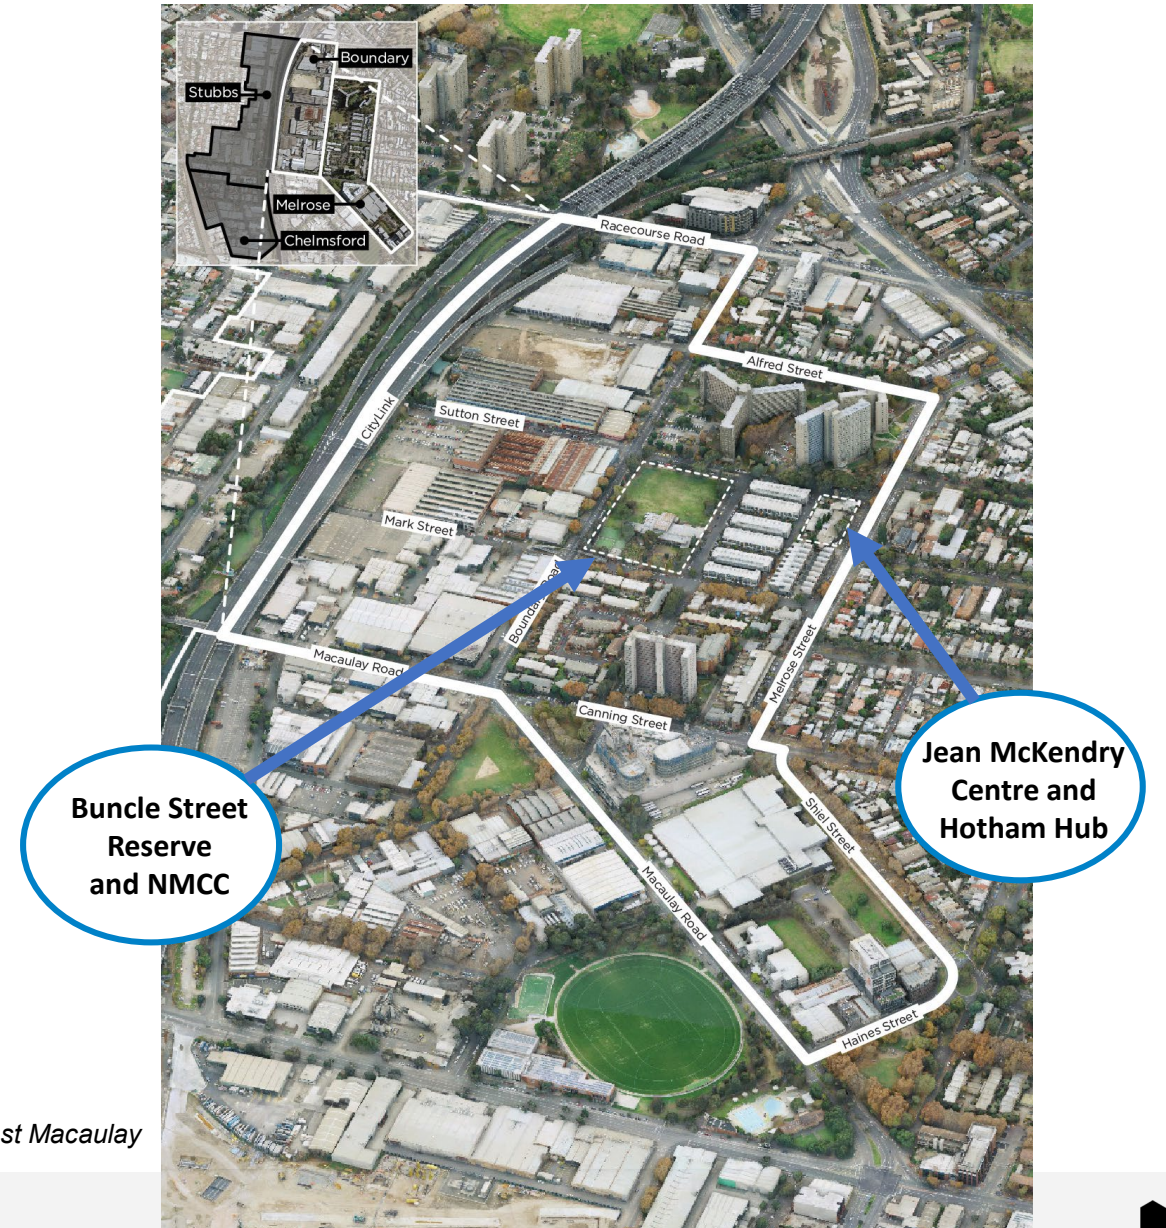 Boundary
Stubbs
Melrose
Chelmsford
Racecourse Road
Alfred Street
CityLink
Sutton Street
Mark Street
Boundary Road
Macaulay Road
Melrose Street
Canning Street
Buncle Street
Reserve
and NMCC
Jean McKendry
Centre and
Hotham Hub
Shiel Street
Macaulay Road
Haines Street
st Macaulay